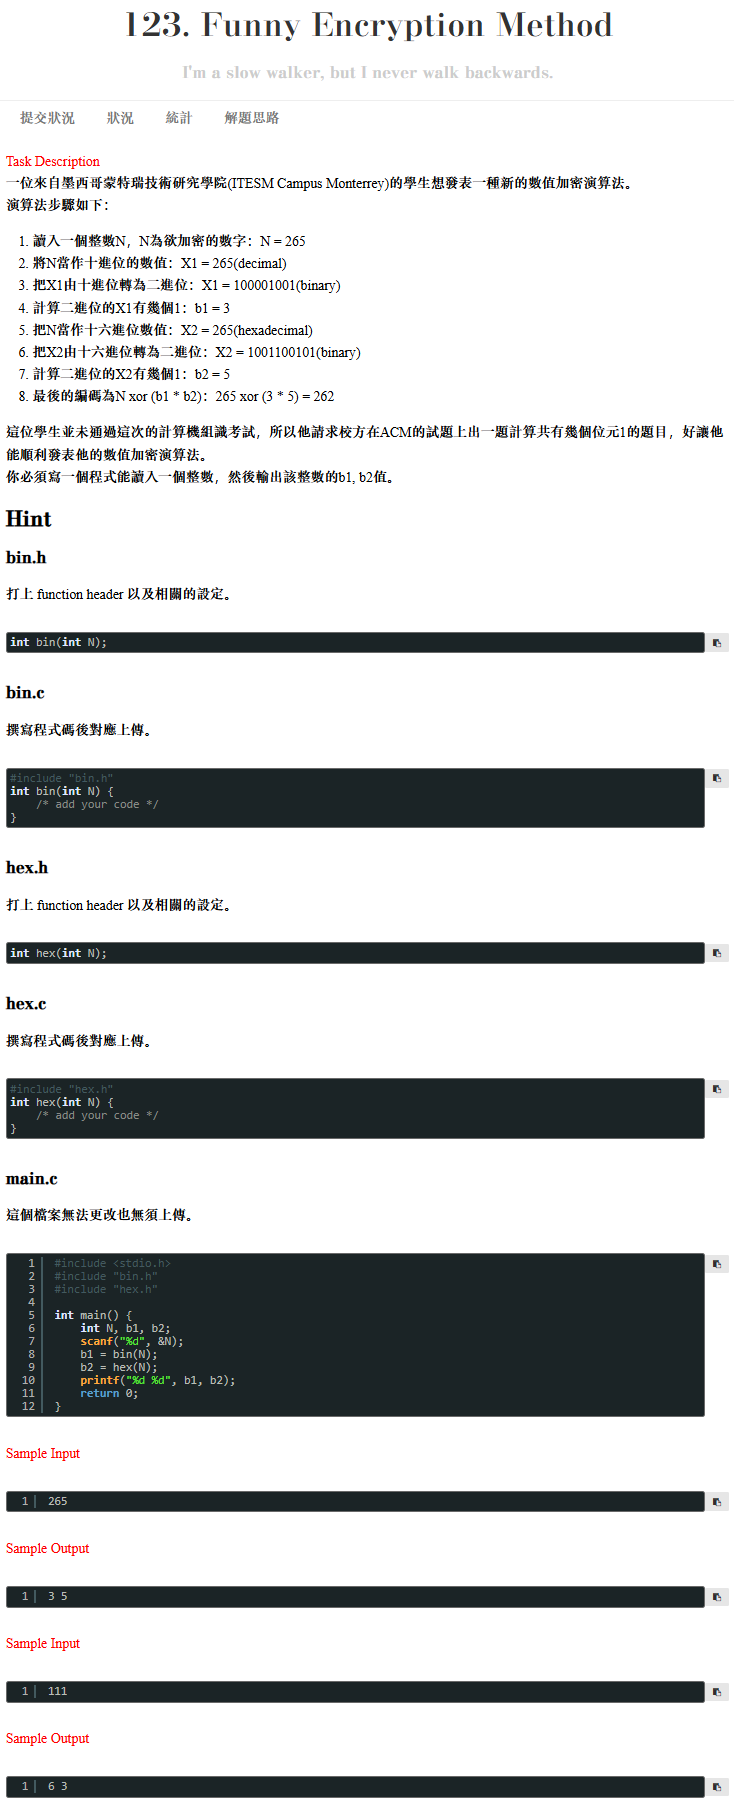 123. Funny Encryption Method
I'm a slow walker, but I never walk backwards.
提交狀況 狀況 統計 解題思路
Task Description
一位來自墨西哥蒙特瑞技術研究學院(ITESM Campus Monterrey)的學生想發表一種新的數值加密演算法。
演算法步驟如下：
1. 讀入一個整數N，N為欲加密的數字：N = 265
2. 將N當作十進位的數值：X1 = 265(decimal)
3. 把X1由十進位轉為二進位：X1 = 100001001(binary)
4. 計算二進位的X1有幾個1：b1 = 3
5. 把N當作十六進位數值：X2 = 265(hexadecimal)
6. 把X2由十六進位轉為二進位：X2 = 1001100101(binary)
7. 計算二進位的X2有幾個1：b2 = 5
8. 最後的編碼為N xor (b1 * b2)：265 xor (3 * 5) = 262
這位學生並未通過這次的計算機組識考試，所以他請求校方在ACM的試題上出一題計算共有幾個位元1的題目，好讓他
能順利發表他的數值加密演算法。
你必須寫一個程式能讀入一個整數，然後輸出該整數的b1, b2值。
Hint
bin.h
打上 function header 以及相關的設定。
int bin(int N);
bin.c
撰寫程式碼後對應上傳。
#include "bin.h"
int bin(int N) {
    /* add your code */
}
hex.h
打上 function header 以及相關的設定。
int hex(int N);
hex.c
撰寫程式碼後對應上傳。
#include "hex.h"
int hex(int N) {
    /* add your code */
}
main.c
這個檔案無法更改也無須上傳。
1 #include <stdio.h>
2 #include "bin.h"
3 #include "hex.h"
4
5 int main() {
6     int N, b1, b2;
7     scanf("%d", &N);
8     b1 = bin(N);
9     b2 = hex(N);
10     printf("%d %d", b1, b2);
11     return 0;
12 }
Sample Input
1 265
Sample Output
1 3 5
Sample Input
1 111
Sample Output
1 6 3